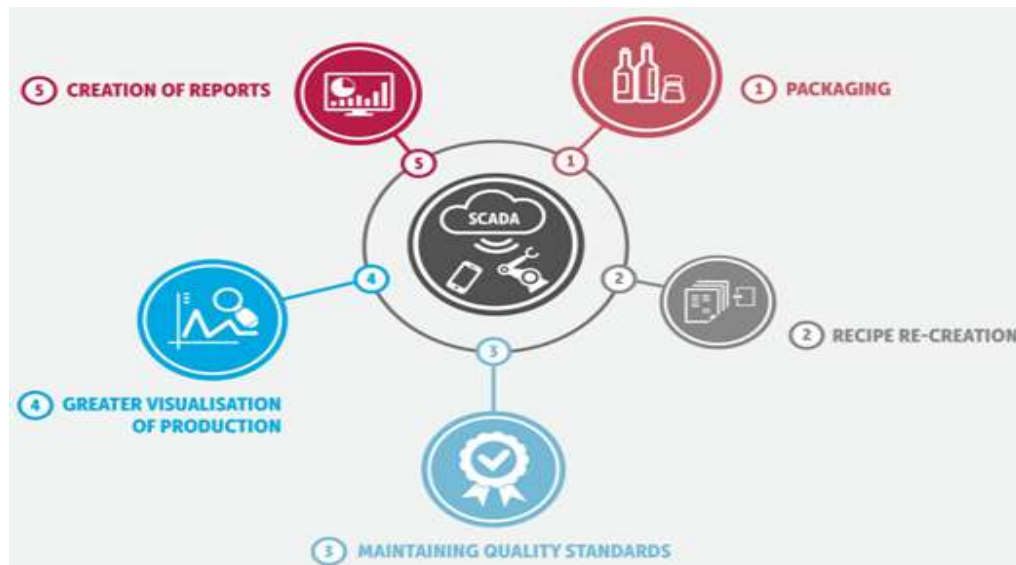 5 CREATION OF REPORTS
1 PACKAGING
5
1
SCADA
4
2
2 RECIPE RE-CREATION
3
4 GREATER VISUALISATION
OF PRODUCTION
3 MAINTAINING QUALITY STANDARDS